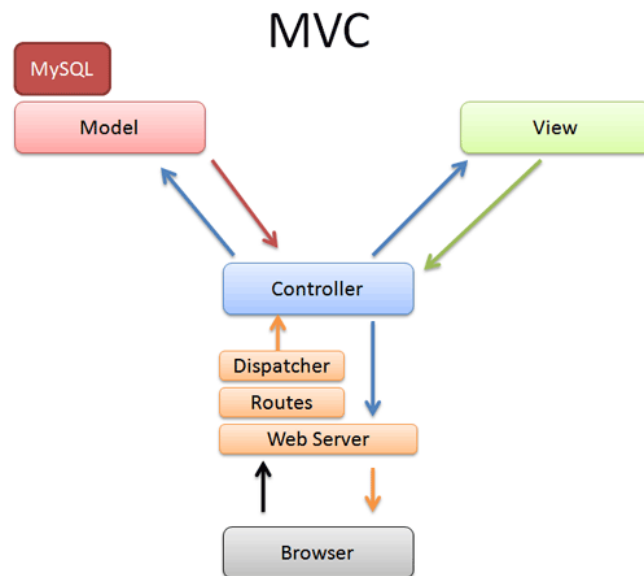 MVC
MySQL
Model
View
Controller
Dispatcher
Routes
Web Server
Browser